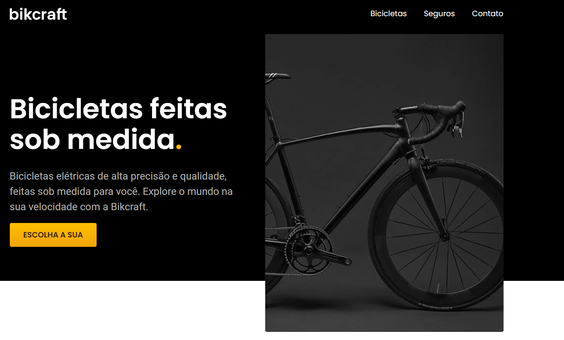 bikcraft
Bicicletas Seguros Contato
Bicicletas feitas
sob medida.
Bicicletas elétricas de alta precisão e qualidade,
feitas sob medida para você. Explore o mundo na
sua velocidade com a Bikcraft.
ESCOLHA A SUA